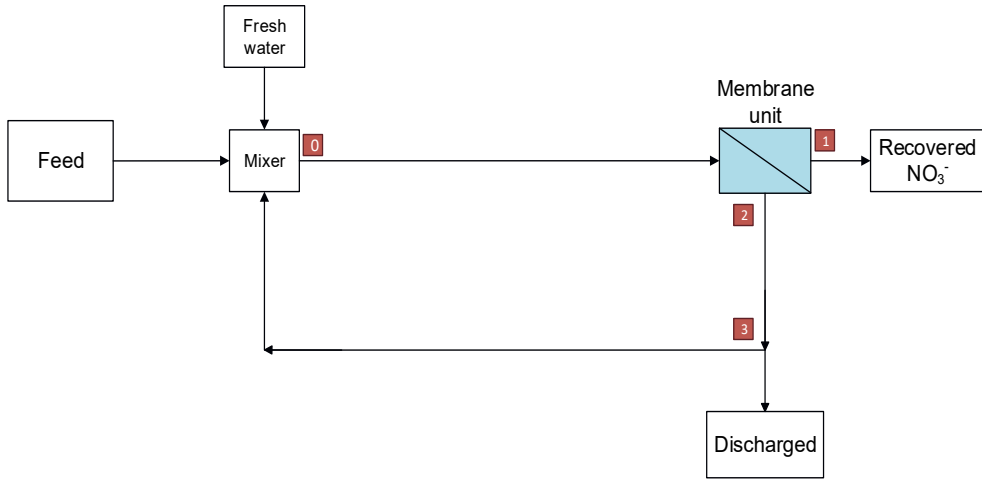 Fresh
water
Feed
Mixer
0
Membrane
unit
1
Recovered
NO₃⁻
2
3
Discharged